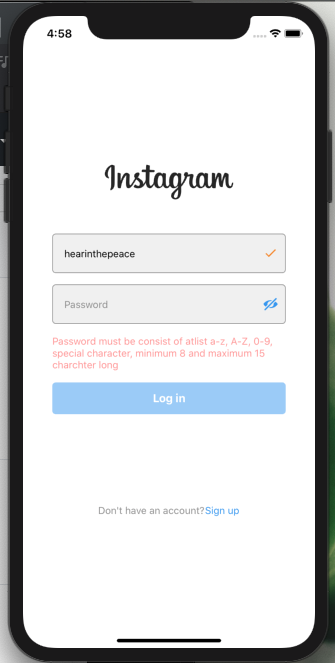 4:58
Instagram
hearinthepeace
Password
Password must be consist of atlist a-z, A-Z, 0-9,
special character, minimum 8 and maximum 15
charchter long
Log in
Don't have an account?Sign up